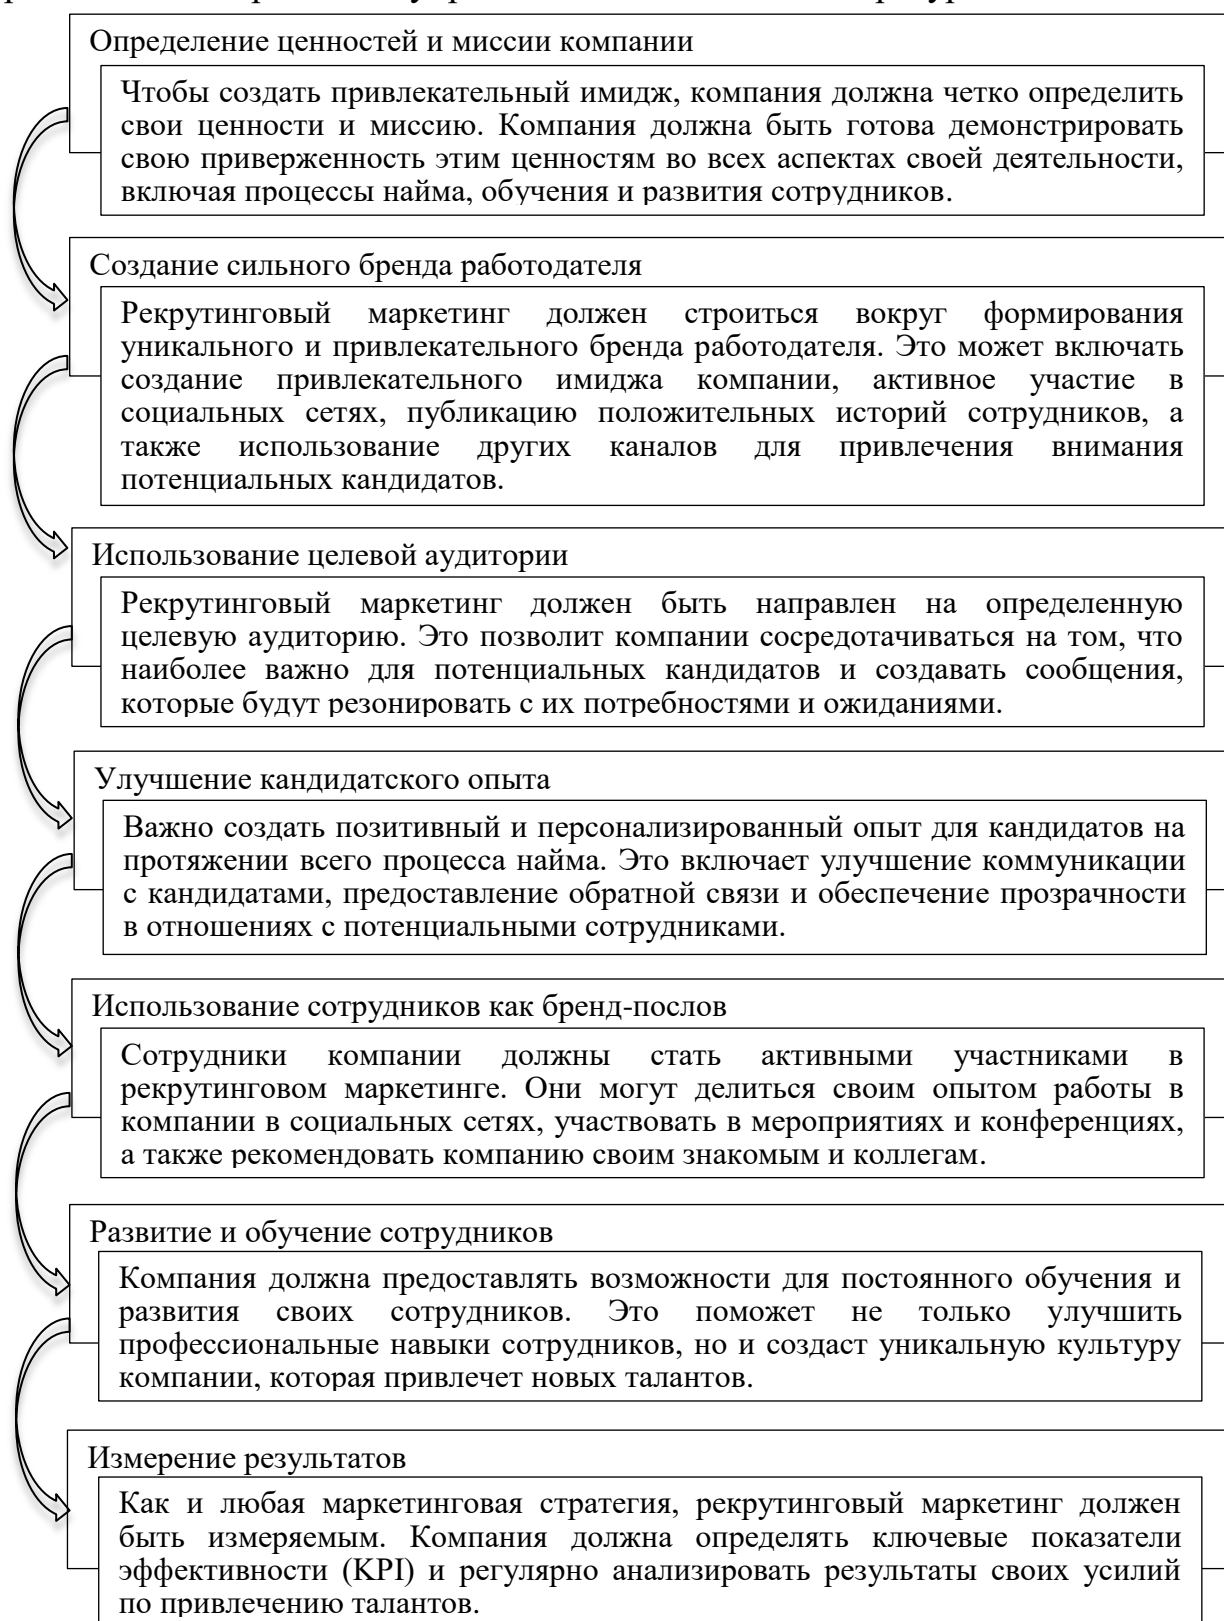 Определение ценностей и миссии компании
Чтобы создать привлекательный имидж, компания должна четко определить
свои ценности и миссию. Компания должна быть готова демонстрировать
свою приверженность этим ценностям во всех аспектах своей деятельности,
включая процессы найма, обучения и развития сотрудников.
Создание сильного бренда работодателя
Рекрутинговый маркетинг должен строиться вокруг формирования
уникального и привлекательного бренда работодателя. Это может включать
создание привлекательного имиджа компании, активное участие в
социальных сетях, публикацию положительных историй сотрудников, а
также использование других каналов для привлечения внимания
потенциальных кандидатов.
Использование целевой аудитории
Рекрутинговый маркетинг должен быть направлен на определенную
целевую аудиторию. Это позволит компании сосредотачиваться на том, что
наиболее важно для потенциальных кандидатов и создавать сообщения,
которые будут резонировать с их потребностями и ожиданиями.
Улучшение кандидатского опыта
Важно создать позитивный и персонализированный опыт для кандидатов на
протяжении всего процесса найма. Это включает улучшение коммуникации
с кандидатами, предоставление обратной связи и обеспечение прозрачности
в отношениях с потенциальными сотрудниками.
Использование сотрудников как бренд-послов
Сотрудники компании должны стать активными участниками в
рекрутинговом маркетинге. Они могут делиться своим опытом работы в
компании в социальных сетях, участвовать в мероприятиях и конференциях,
а также рекомендовать компанию своим знакомым и коллегам.
Развитие и обучение сотрудников
Компания должна предоставлять возможности для постоянного обучения и
развития своих сотрудников. Это поможет не только улучшить
профессиональные навыки сотрудников, но и создаст уникальную культуру
компании, которая привлечет новых талантов.
Измерение результатов
Как и любая маркетинговая стратегия, рекрутинговый маркетинг должен
быть измеряемым. Компания должна определять ключевые показатели
эффективности (KPI) и регулярно анализировать результаты своих усилий
по привлечению талантов.